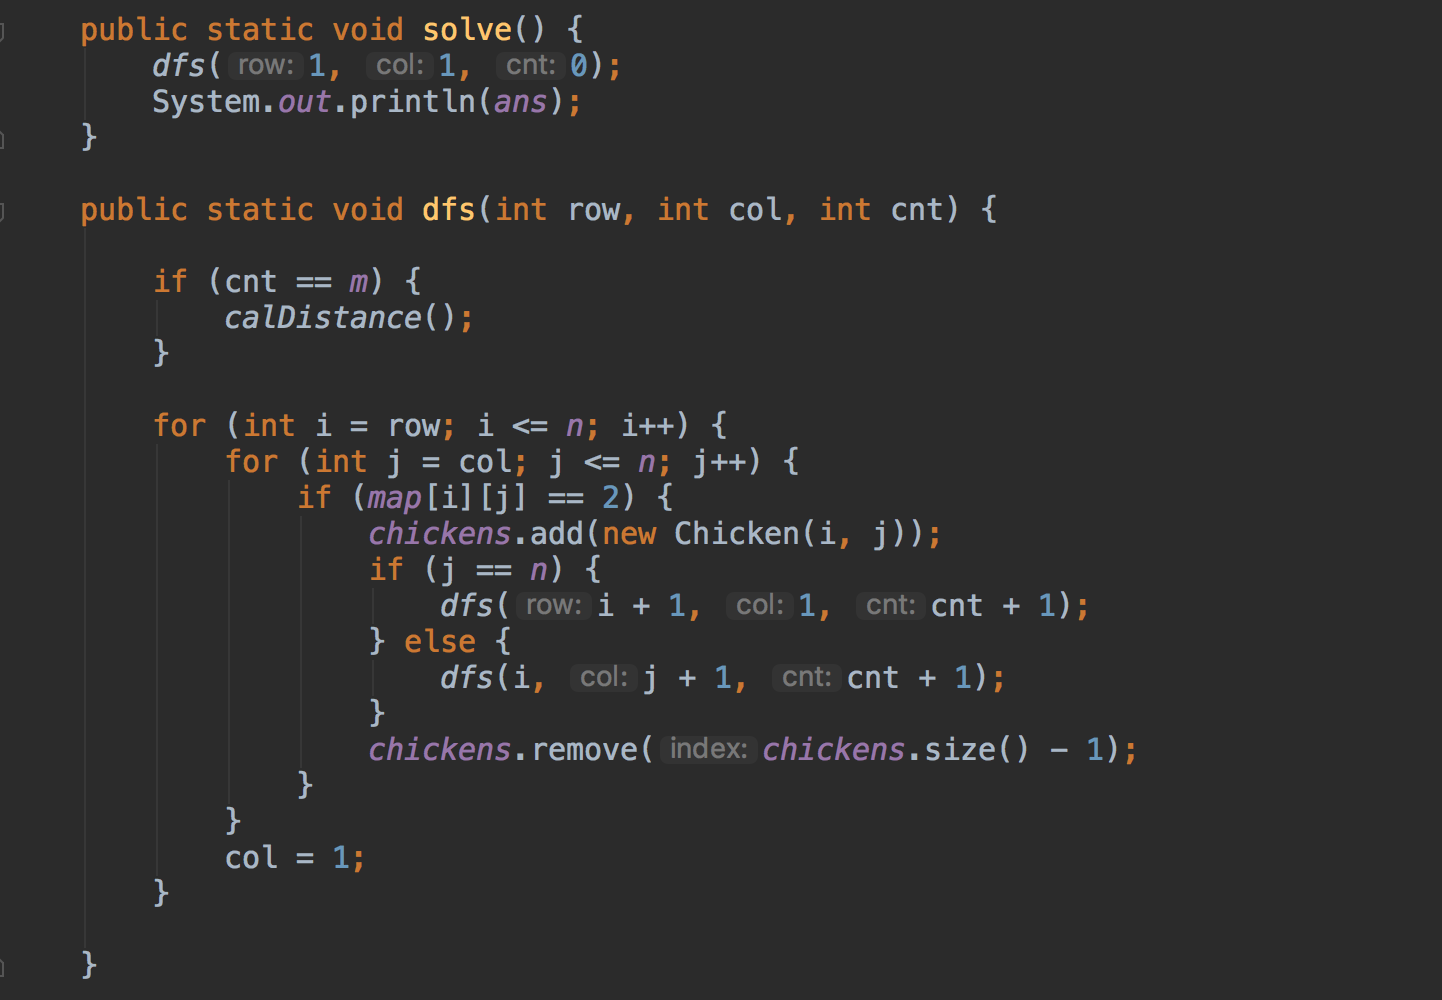 public static void solve() {
dfs( row: 1, col: 1, cnt: 0);
System.out.println(ans);
}
public static void dfs(int row, int col, int cnt) {
if (cnt == m) {
calDistance();
}
for (int i = row; i <= n; i++) {
for (int j = col; j <= n; j++) {
if (map[i][j] == 2) {
chickens.add(new Chicken(i, j));
if (j == n) {
dfs( row: i + 1, col: 1, cnt: cnt + 1);
} else {
dfs(i, col: j + 1, cnt: cnt + 1);
}
chickens.remove( index: chickens.size() - 1);
}
}
col = 1;
}
}